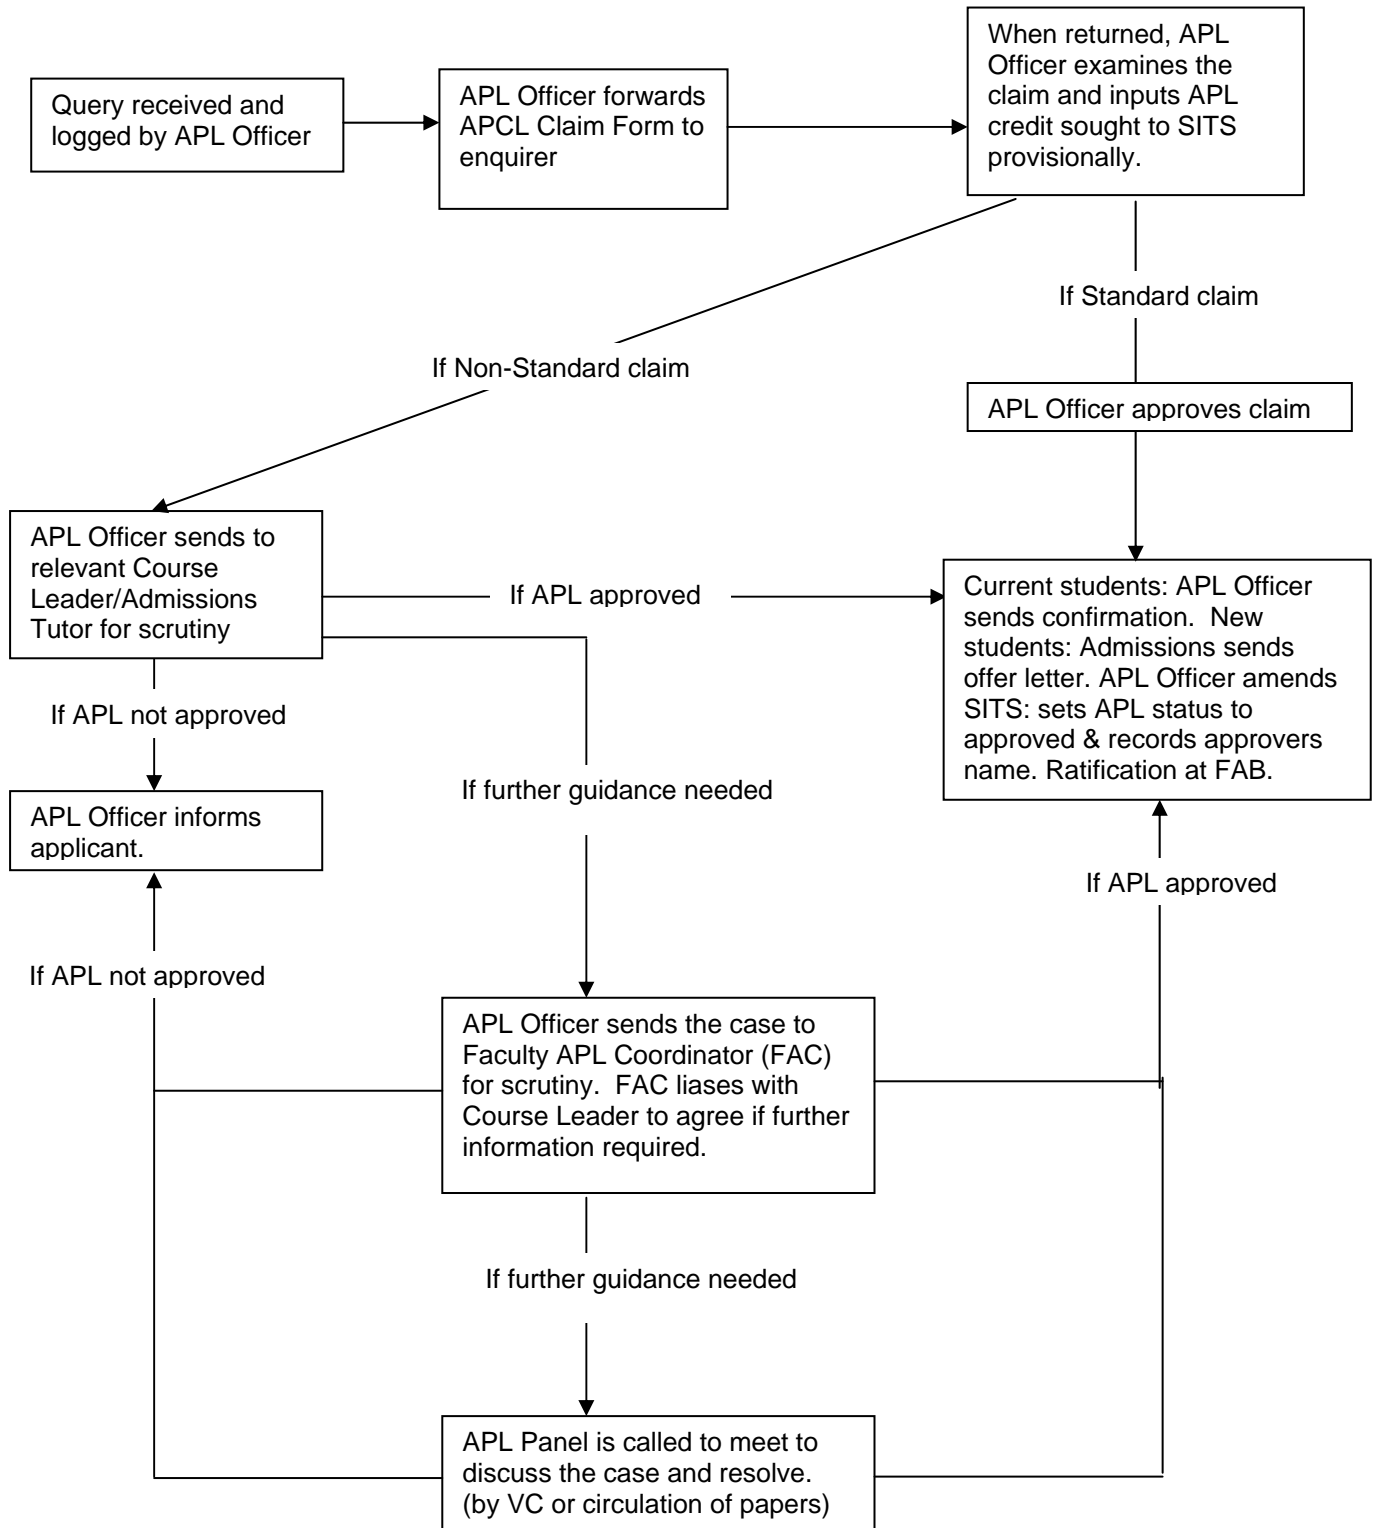 Query received and
logged by APL Officer
APL Officer forwards
APCL Claim Form to
enquirer
When returned, APL
Officer examines the
claim and inputs APL
credit sought to SITS
provisionally.
If Standard claim
If Non-Standard claim
APL Officer approves claim
APL Officer sends to
relevant Course
Leader/Admissions
Tutor for scrutiny
If APL approved
Current students: APL Officer
sends confirmation.  New
students: Admissions sends
offer letter. APL Officer amends
SITS: sets APL status to
approved & records approvers
name. Ratification at FAB.
If APL not approved
If further guidance needed
APL Officer informs
applicant.
If APL approved
If APL not approved
APL Officer sends the case to
Faculty APL Coordinator (FAC)
for scrutiny.  FAC liases with
Course Leader to agree if further
information required.
If further guidance needed
APL Panel is called to meet to
discuss the case and resolve.
(by VC or circulation of papers)